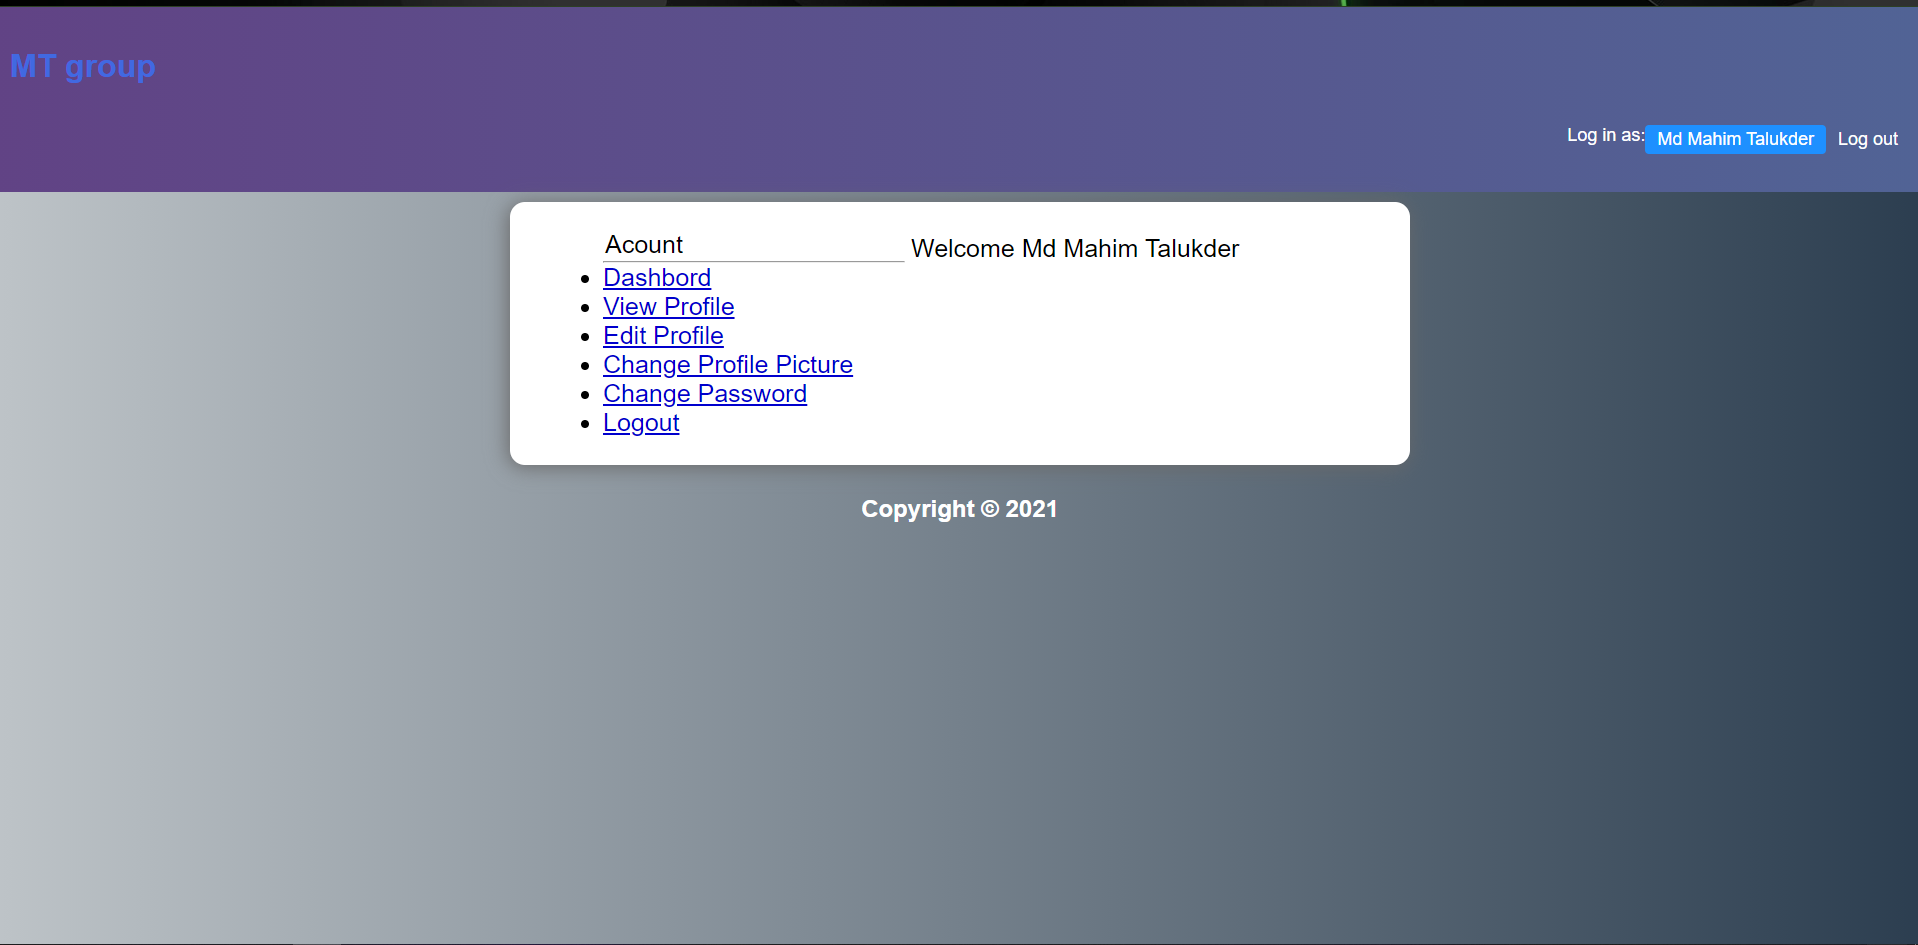 MT group
Log in as: Md Mahim Talukder Log out
Acount Welcome Md Mahim Talukder
Dashbord
View Profile
Edit Profile
Change Profile Picture
Change Password
Logout
Copyright © 2021